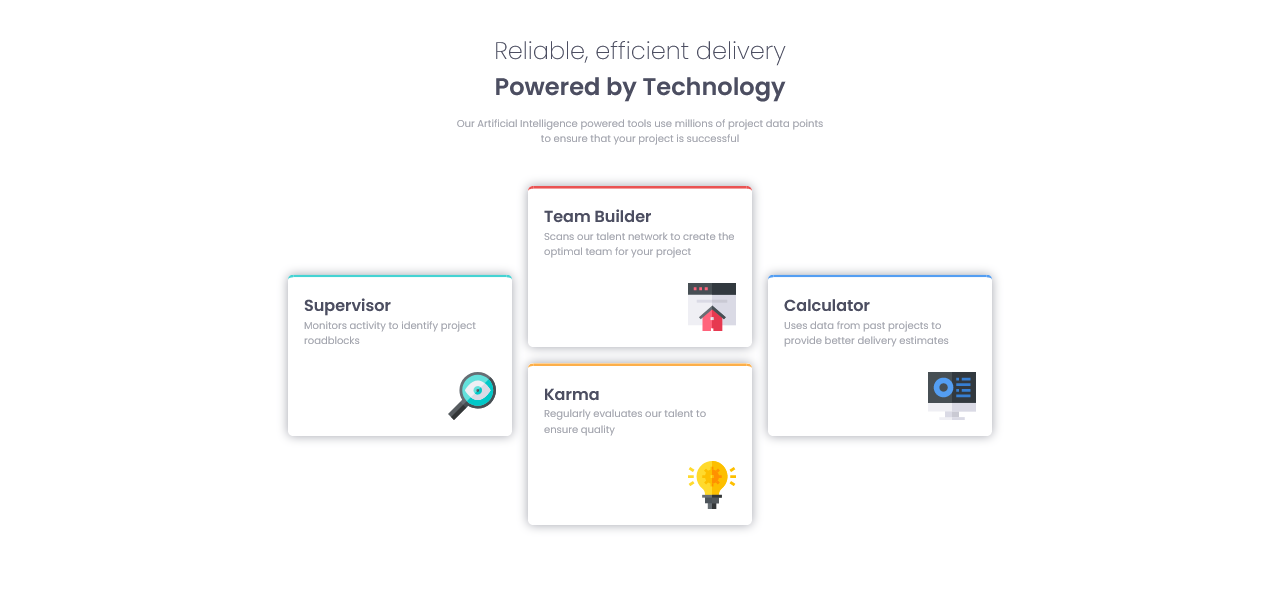 Reliable, efficient delivery
Powered by Technology
Our Artificial Intelligence powered tools use millions of project data points
to ensure that your project is successful
Supervisor
Monitors activity to identify project
roadblocks
Team Builder
Scans our talent network to create the
optimal team for your project
Karma
Regularly evaluates our talent to
ensure quality
Calculator
Uses data from past projects to
provide better delivery estimates